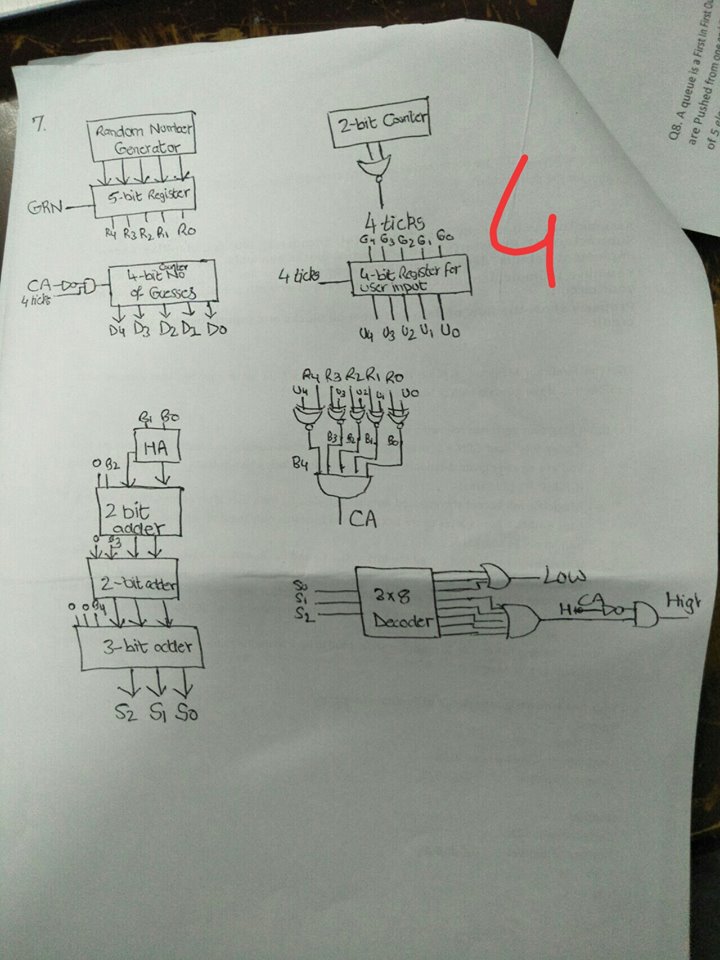 7.
Random Number
Generator
GRN
5-bit Register
R4 R3 R2 R1 R0
CA
4 ticks
4-bit No
Counter
of Guesses
D4 D3 D2 D1 D0
2-bit Counter
4 ticks
G4 G3 G2 G1 G0
4 ticks
4-bit Register for
user input
U4 U3 U2 U1 U0
4
Q8. A queue is a First In First Ou
are Pushed from one
of 5 ele
R4 R3 R2 R1 R0
U4 U3 U2 U1 U0
B4 B3 B2 B1 B0
CA
B1 B0
HA
0 B2
2 bit
adder
0 B3
2-bit adder
0 0 B4
3-bit adder
S2 S1 S0
S0
S1
S2
3x8
Decoder
Low
CA
High